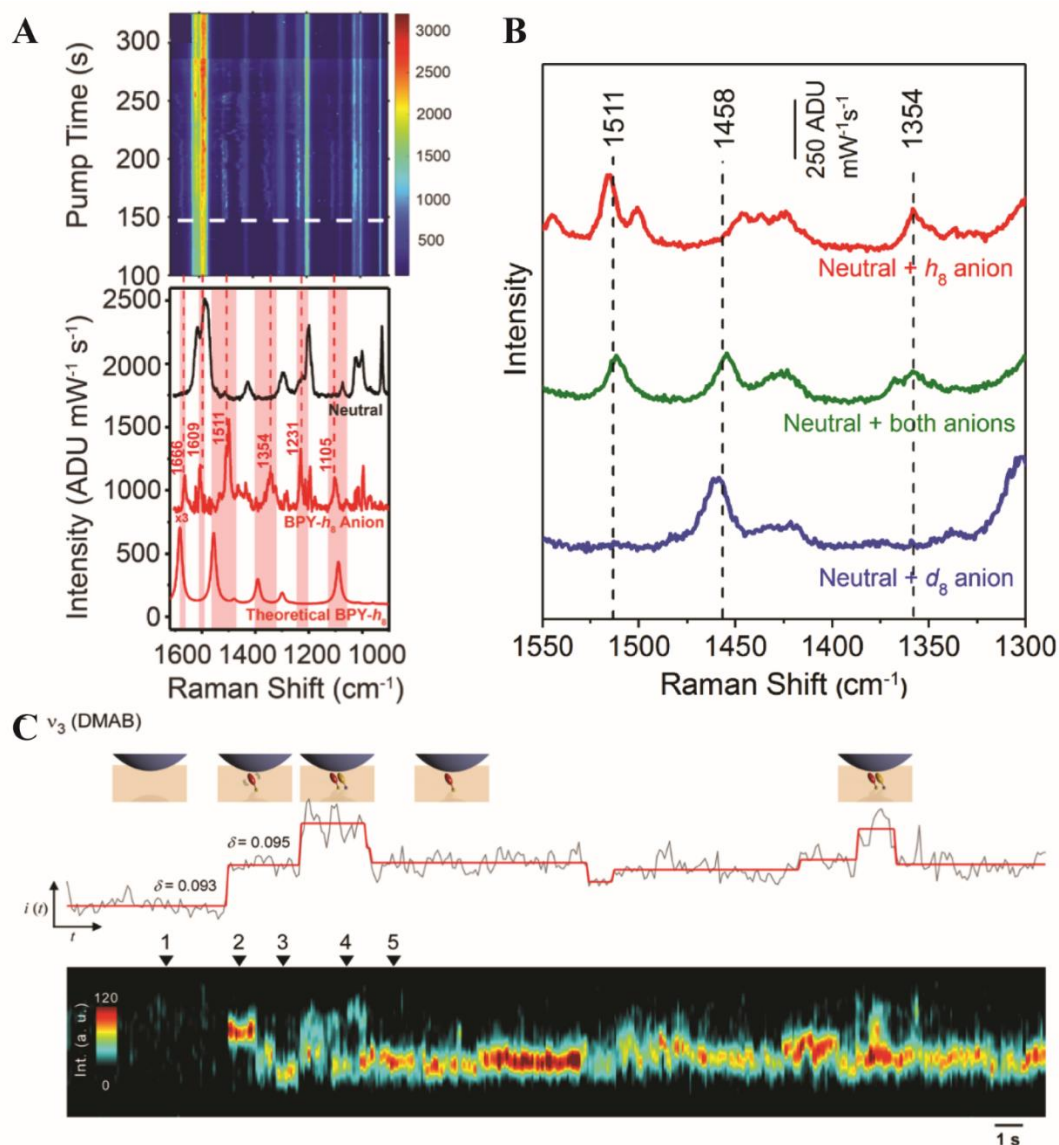 A
Pump Time (s)
300
250
200
150
100
3000
2500
2000
1500
1000
500
Intensity (ADU mW⁻¹ s⁻¹)
2500
2000
1500
1000
500
0
Neutral
1666
1609
1511
1354
1231
1105
BPY-h₈ Anion
x3
Theoretical BPY-h₈
1600 1400 1200 1000
Raman Shift (cm⁻¹)
B
1511
1458
1354
250 ADU
mW⁻¹s⁻¹
Intensity
Neutral + h₈ anion
Neutral + both anions
Neutral + d₈ anion
1550 1500 1450 1400 1350 1300
Raman Shift (cm⁻¹)
C ν₃ (DMAB)
δ = 0.095
δ = 0.093
i (t)
t
1 2 3 4 5
Int. (a. u.)
120
0
1 s